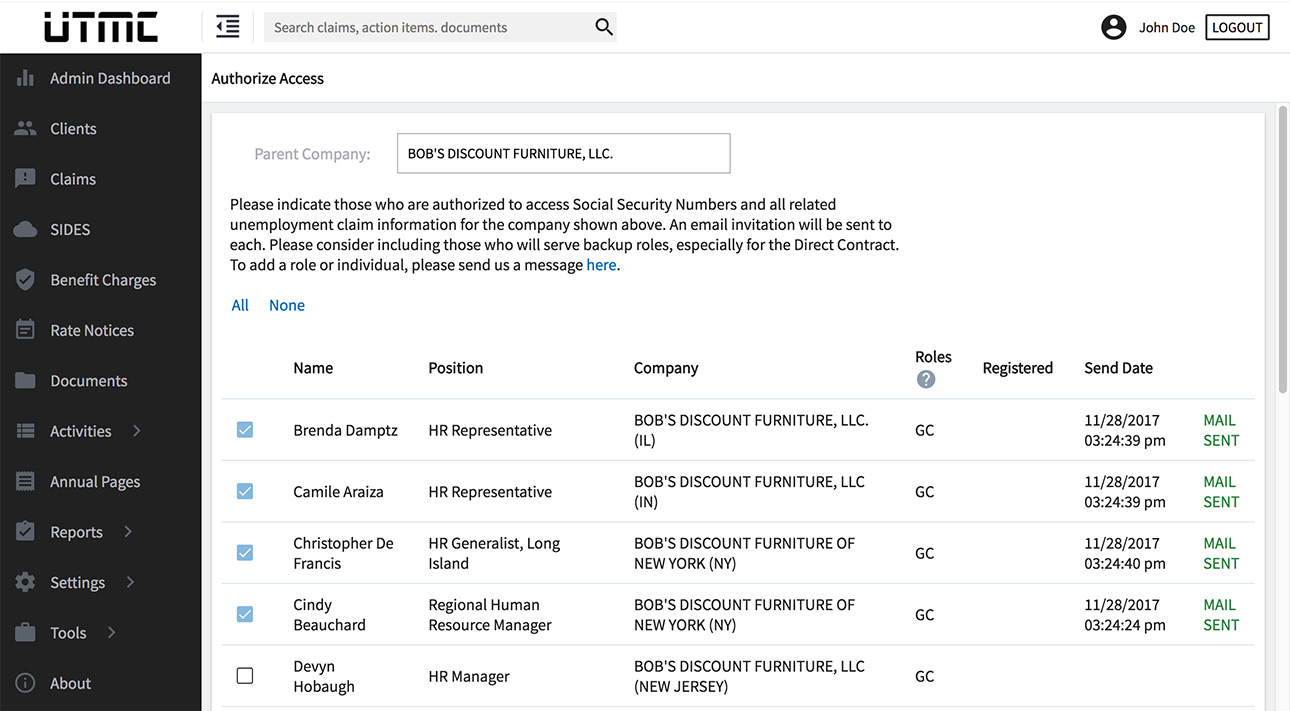 UTMC
Search claims, action items. documents
John Doe
LOGOUT
Admin Dashboard
Clients
Claims
SIDES
Benefit Charges
Rate Notices
Documents
Activities
Annual Pages
Reports
Settings
Tools
About
Authorize Access
Parent Company:
BOB'S DISCOUNT FURNITURE, LLC.
Please indicate those who are authorized to access Social Security Numbers and all related
unemployment claim information for the company shown above. An email invitation will be sent to
each. Please consider including those who will serve backup roles, especially for the Direct Contract.
To add a role or individual, please send us a message here.
All None
Name Position Company Roles Registered Send Date
?
Brenda Damptz HR Representative BOB'S DISCOUNT FURNITURE, LLC. GC 11/28/2017 MAIL
(IL) 03:24:39 pm SENT
Camile Araiza HR Representative BOB'S DISCOUNT FURNITURE, LLC GC 11/28/2017 MAIL
(IN) 03:24:39 pm SENT
Christopher De HR Generalist, Long BOB'S DISCOUNT FURNITURE OF GC 11/28/2017 MAIL
Francis Island NEW YORK (NY) 03:24:40 pm SENT
Cindy Regional Human BOB'S DISCOUNT FURNITURE OF GC 11/28/2017 MAIL
Beauchard Resource Manager NEW YORK (NY) 03:24:24 pm SENT
Devyn HR Manager BOB'S DISCOUNT FURNITURE, LLC GC
Hobaugh (NEW JERSEY)